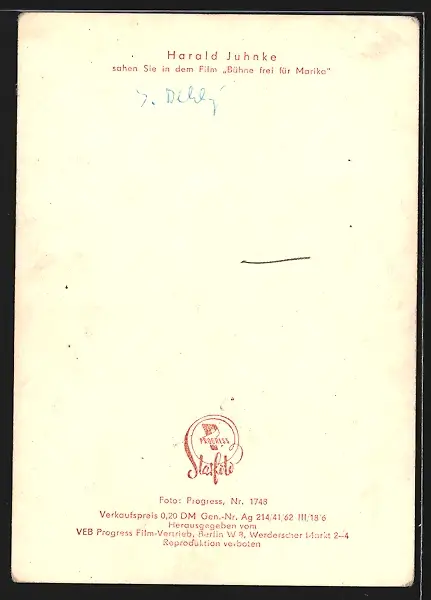 Harald Juhnke
sahen Sie in dem Film „Bühne frei für Marika"
PROGRESS
Starfoto
Foto: Progress, Nr. 1748
Verkaufspreis 0,20 DM Gen.-Nr. Ag 214/41/62 III/18/6
Herausgegeben vom
VEB Progress Film-Vertrieb, Berlin W 8, Werderscher Markt 2–4
Reproduktion verboten